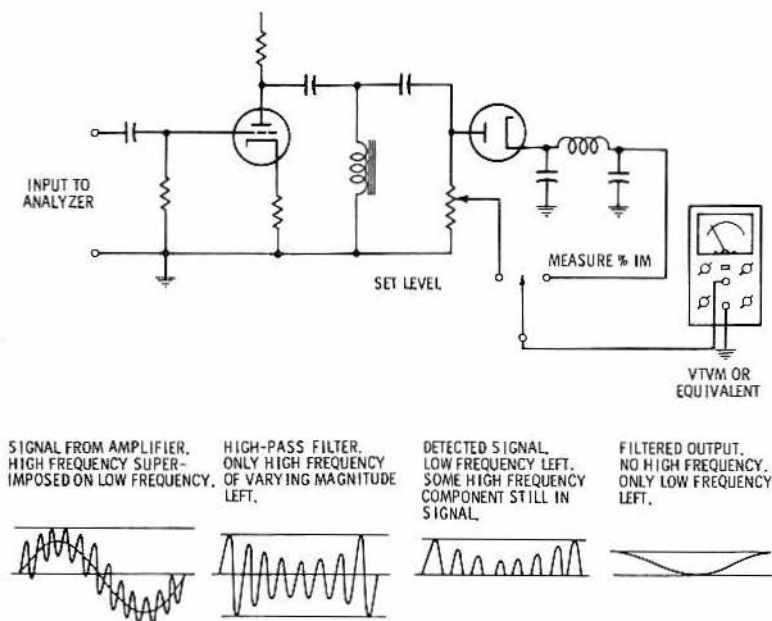 INPUT TO
ANALYZER
SET LEVEL
MEASURE % IM
VTVM OR
EQUIVALENT
SIGNAL FROM AMPLIFIER.
HIGH FREQUENCY SUPER-
IMPOSED ON LOW FREQUENCY.
HIGH-PASS FILTER.
ONLY HIGH FREQUENCY
OF VARYING MAGNITUDE
LEFT.
DETECTED SIGNAL.
LOW FREQUENCY LEFT.
SOME HIGH FREQUENCY
COMPONENT STILL IN
SIGNAL.
FILTERED OUTPUT.
NO HIGH FREQUENCY.
ONLY LOW FREQUENCY
LEFT.